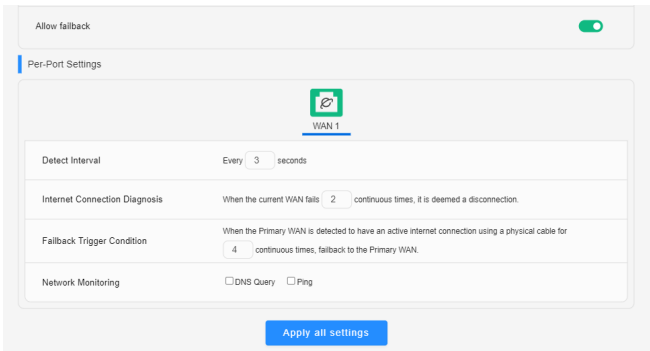 Allow failback
Per-Port Settings
WAN 1
Detect Interval
Every 3 seconds
Internet Connection Diagnosis
When the current WAN fails 2 continuous times, it is deemed a disconnection.
Failback Trigger Condition
When the Primary WAN is detected to have an active internet connection using a physical cable for
4 continuous times, failback to the Primary WAN.
Network Monitoring
DNS Query Ping
Apply all settings